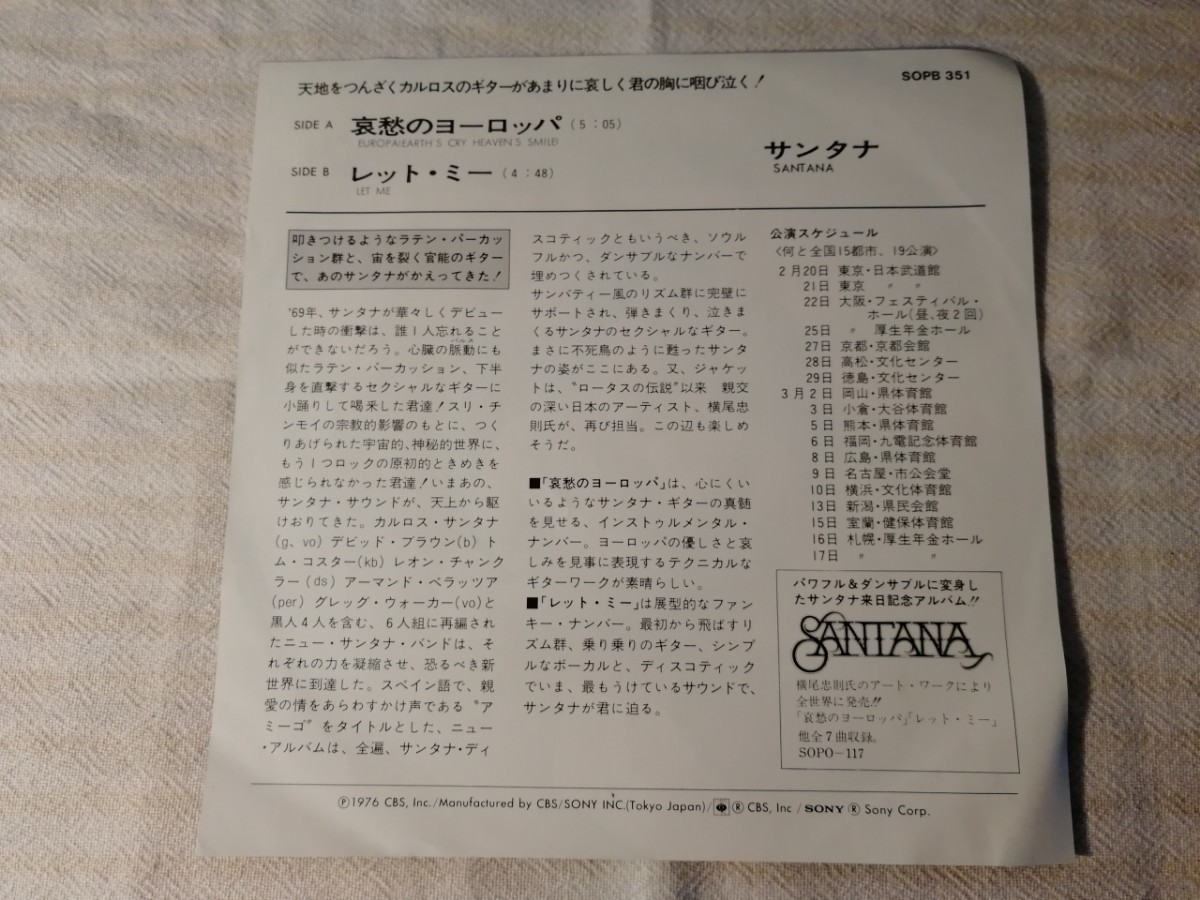 天地をつんざくカルロスのギターがあまりに哀しく君の胸に咽び泣く！
SOPB 351
SIDE A 哀愁のヨーロッパ (5：05)
EUROPA(EARTH'S CRY HEAVEN'S SMILE)
SIDE B レット・ミー (4：48)
LET ME
サンタナ
SANTANA
叩きつけるようなラテン・パーカッ
ション群と、宙を裂く官能のギター
で、あのサンタナがかえってきた！
'69年、サンタナが華々しくデビュー
した時の衝撃は、誰1人忘れること
ができないだろう。心臓の脈動にも
パルス
似たラテン・パーカッション、下半
身を直撃するセクシャルなギターに
小踊りして喝采した君達！スリ・チ
ンモイの宗教的影響のもとに、つく
りあげられた宇宙的、神秘的世界に、
もう1つロックの原初的ときめきを
感じられなかった君達！いまあの、
サンタナ・サウンドが、天上から駆
けおりてきた。カルロス・サンタナ
(g、vo) デビッド・ブラウン(b) ト
ム・コスター(kb) レオン・チャンク
ラー(ds) アーマンド・ペラッツア
(per) グレッグ・ウォーカー(vo)と
黒人4人を含む、6人組に再編され
たニュー・サンタナ・バンドは、そ
れぞれの力を凝縮させ、恐るべき新
世界に到達した。スペイン語で、親
愛の情をあらわすかけ声である“ア
ミーゴ”をタイトルとした、ニュー
・アルバムは、全遍、サンタナ・ディ
スコティックともいうべき、ソウル
フルかつ、ダンサブルなナンバーで
埋めつくされている。
サンバティー風のリズム群に完璧に
サポートされ、弾きまくり、泣きま
くるサンタナのセクシャルなギター。
まさに不死鳥のように甦ったサンタ
ナの姿がここにある。又、ジャケッ
トは、“ロータスの伝説”以来　親交
の深い日本のアーティスト、横尾忠
則氏が、再び担当。この辺も楽しめ
そうだ。
■「哀愁のヨーロッパ」は、心にくい
いるようなサンタナ・ギターの真髄
を見せる、インストゥルメンタル・
ナンバー。ヨーロッパの優しさと哀
しみを見事に表現するテクニカルな
ギターワークが素晴らしい。
■「レット・ミー」は展型的なファン
キー・ナンバー。最初から飛ばすリ
ズム群、乗り乗りのギター、シンプ
ルなボーカルと、ディスコティック
でいま、最もうけているサウンドで、
サンタナが君に迫る。
公演スケジュール
〈何と全国15都市、19公演〉
2月20日 東京・日本武道館
21日 東京 〃 〃
22日 大阪・フェスティバル・
ホール(昼、夜2回)
25日 〃 厚生年金ホール
27日 京都・京都会館
28日 高松・文化センター
29日 徳島・文化センター
3月2日 岡山・県体育館
3日 小倉・大谷体育館
5日 熊本・県体育館
6日 福岡・九電記念体育館
8日 広島・県体育館
9日 名古屋・市公会堂
10日 横浜・文化体育館
13日 新潟・県民会館
15日 室蘭・健保体育館
16日 札幌・厚生年金ホール
17日 〃 〃
パワフル＆ダンサブルに変身し
たサンタナ来日記念アルバム!!
SANTANA
横尾忠則氏のアート・ワークにより
全世界に発売!!
「哀愁のヨーロッパ」「レット・ミー」
他全7曲収録。
SOPO—117
Ⓟ1976 CBS, Inc./Manufactured by CBS/SONY INC.(Tokyo Japan)/ ® CBS, Inc / SONY ® Sony Corp.